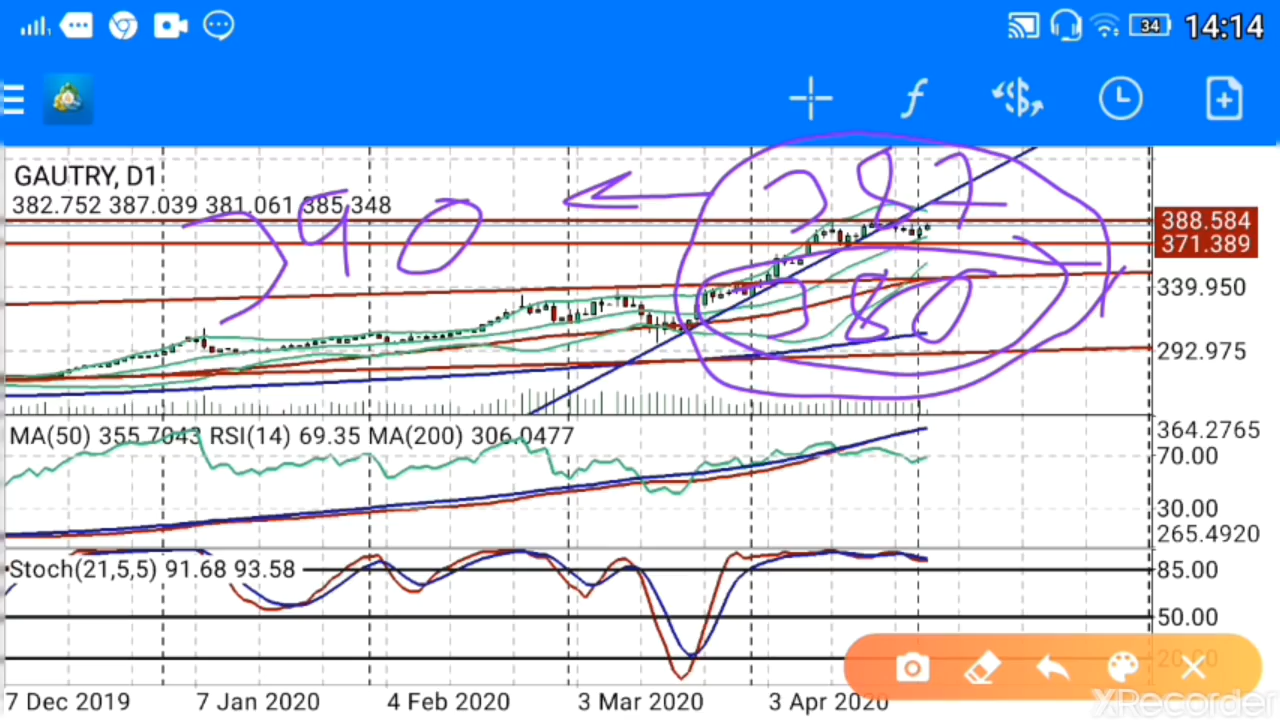 34 14:14
GAUTRY, D1
382.752 387.039 381.061 385.348
387
390
380
388.584
371.389
339.950
292.975
MA(50) 355.7043 RSI(14) 69.35 MA(200) 306.0477
364.2765
70.00
30.00
265.4920
Stoch(21,5,5) 91.68 93.58
85.00
50.00
20.00
7 Dec 2019 7 Jan 2020 4 Feb 2020 3 Mar 2020 3 Apr 2020
XRecorder